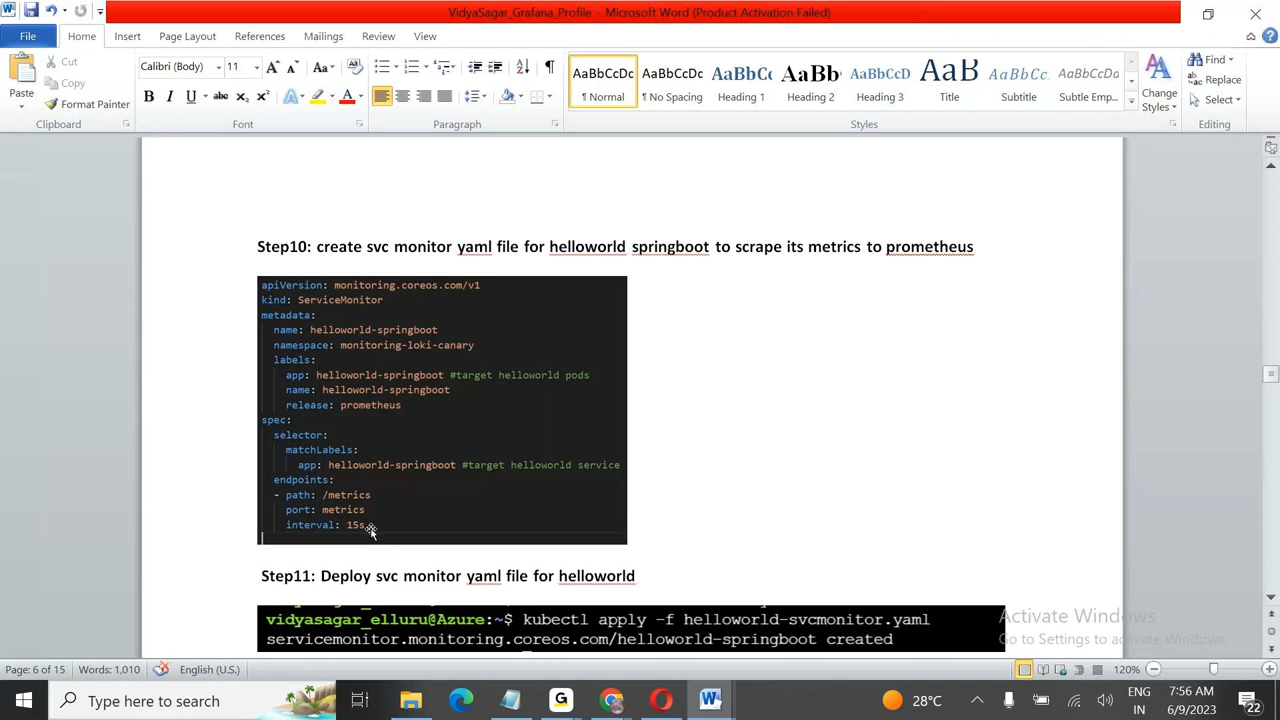 VidyaSagar_Grafana_Profile - Microsoft Word (Product Activation Failed)
File Home Insert Page Layout References Mailings Review View
Paste
Cut
Copy
Format Painter
Clipboard
Calibri (Body) 11
Font
Paragraph
AaBbCcDc AaBbCcDc AaBbCc AaBb AaBbCcD AaB AaBbCc. AaBbCcDa
¶ Normal ¶ No Spacing Heading 1 Heading 2 Heading 3 Title Subtitle Subtle Emp...
Change Styles
Styles
Find
Replace
Select
Editing
Step10: create svc monitor yaml file for helloworld springboot to scrape its metrics to prometheus
apiVersion: monitoring.coreos.com/v1
kind: ServiceMonitor
metadata:
name: helloworld-springboot
namespace: monitoring-loki-canary
labels:
app: helloworld-springboot #target helloworld pods
name: helloworld-springboot
release: prometheus
spec:
selector:
matchLabels:
app: helloworld-springboot #target helloworld service
endpoints:
- path: /metrics
port: metrics
interval: 15s
Step11: Deploy svc monitor yaml file for helloworld
vidyasagar_elluru@Azure:~$ kubectl apply -f helloworld-svcmonitor.yaml
servicemonitor.monitoring.coreos.com/helloworld-springboot created
Activate Windows
Go to Settings to activate Windows.
Page: 6 of 15 Words: 1,010 English (U.S.) 120%
Type here to search
28°C
ENG
IN
7:56 AM
6/9/2023
22